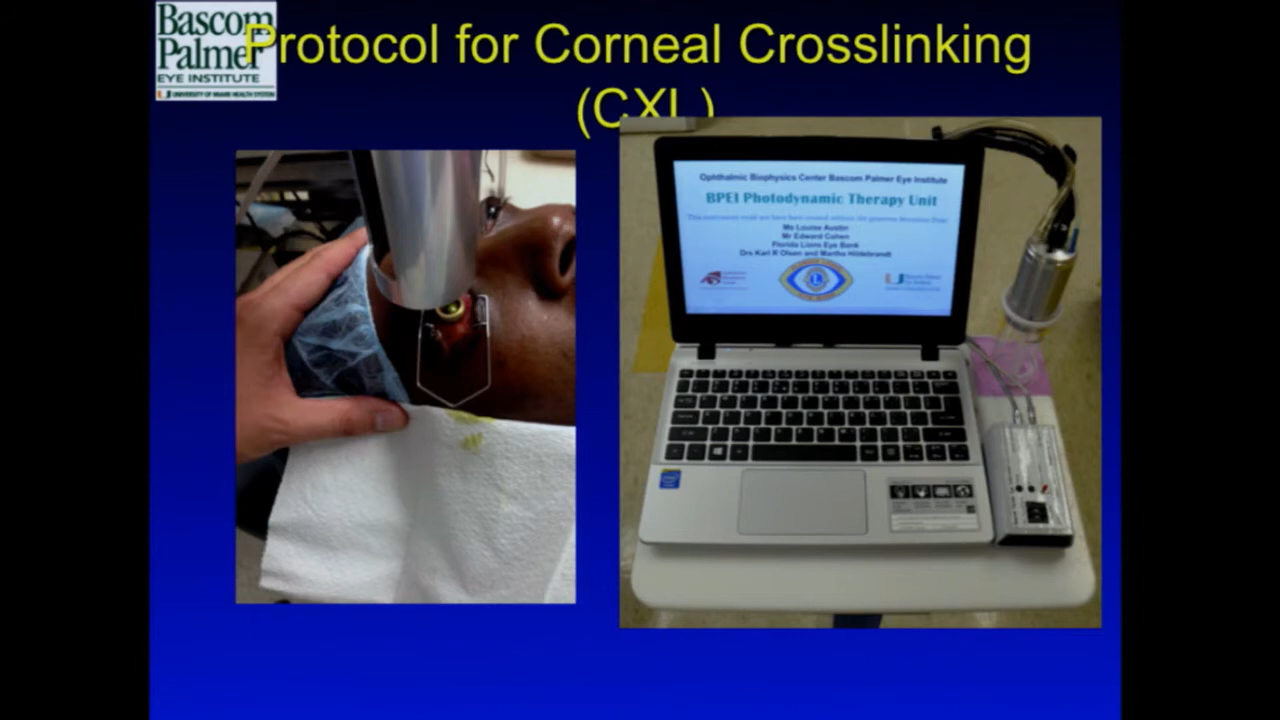 Bascom
Palmer
EYE INSTITUTE
UNIVERSITY OF MIAMI HEALTH SYSTEM
Protocol for Corneal Crosslinking
(CXL)
Ophthalmic Biophysics Center Bascom Palmer Eye Institute
BPEI Photodynamic Therapy Unit
Ms Louise Austin
Mr Edward Cohen
Florida Lions Eye Bank
Drs Karl R Olsen and Martha Hildebrandt